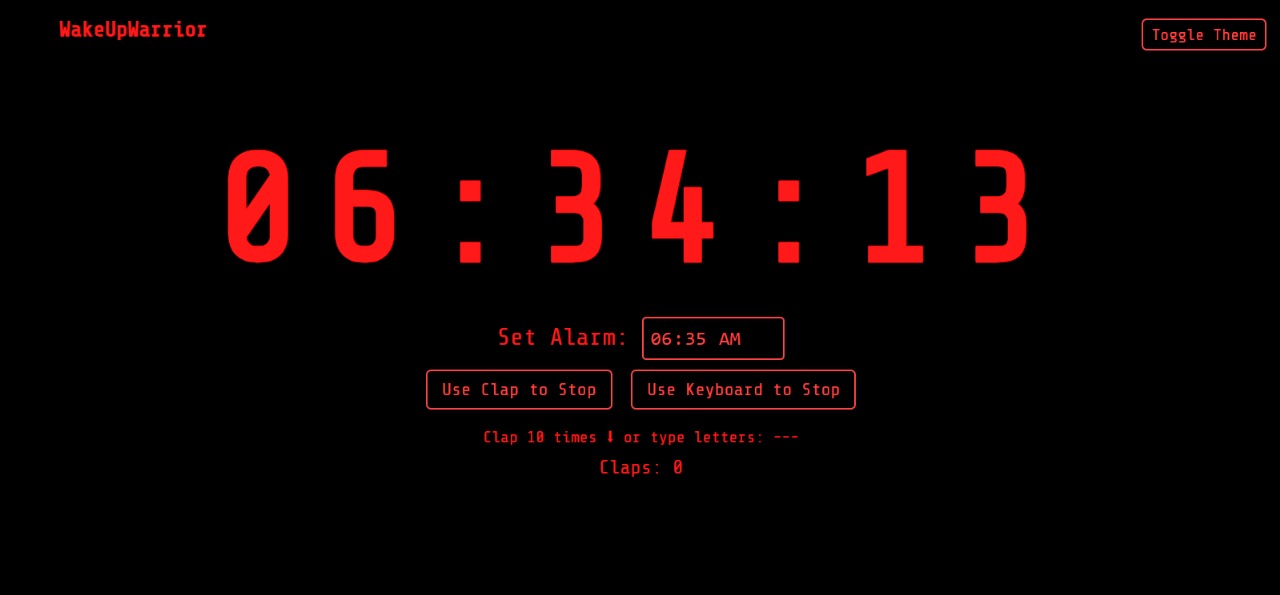 WakeUpWarrior
Toggle Theme
06:34:13
Set Alarm: 06:35 AM
Use Clap to Stop Use Keyboard to Stop
Clap 10 times ⬇ or type letters: ---
Claps: 0